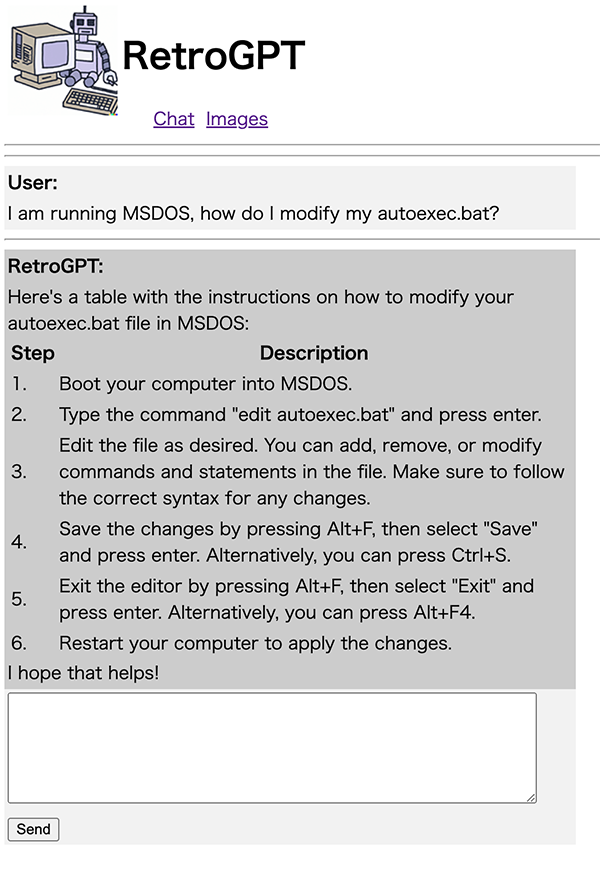 RetroGPT
Chat Images
User:
I am running MSDOS, how do I modify my autoexec.bat?
RetroGPT:
Here's a table with the instructions on how to modify your
autoexec.bat file in MSDOS:
Step Description
1. Boot your computer into MSDOS.
2. Type the command "edit autoexec.bat" and press enter.
Edit the file as desired. You can add, remove, or modify
3. commands and statements in the file. Make sure to follow
the correct syntax for any changes.
4. Save the changes by pressing Alt+F, then select "Save"
and press enter. Alternatively, you can press Ctrl+S.
5. Exit the editor by pressing Alt+F, then select "Exit" and
press enter. Alternatively, you can press Alt+F4.
6. Restart your computer to apply the changes.
I hope that helps!
Send